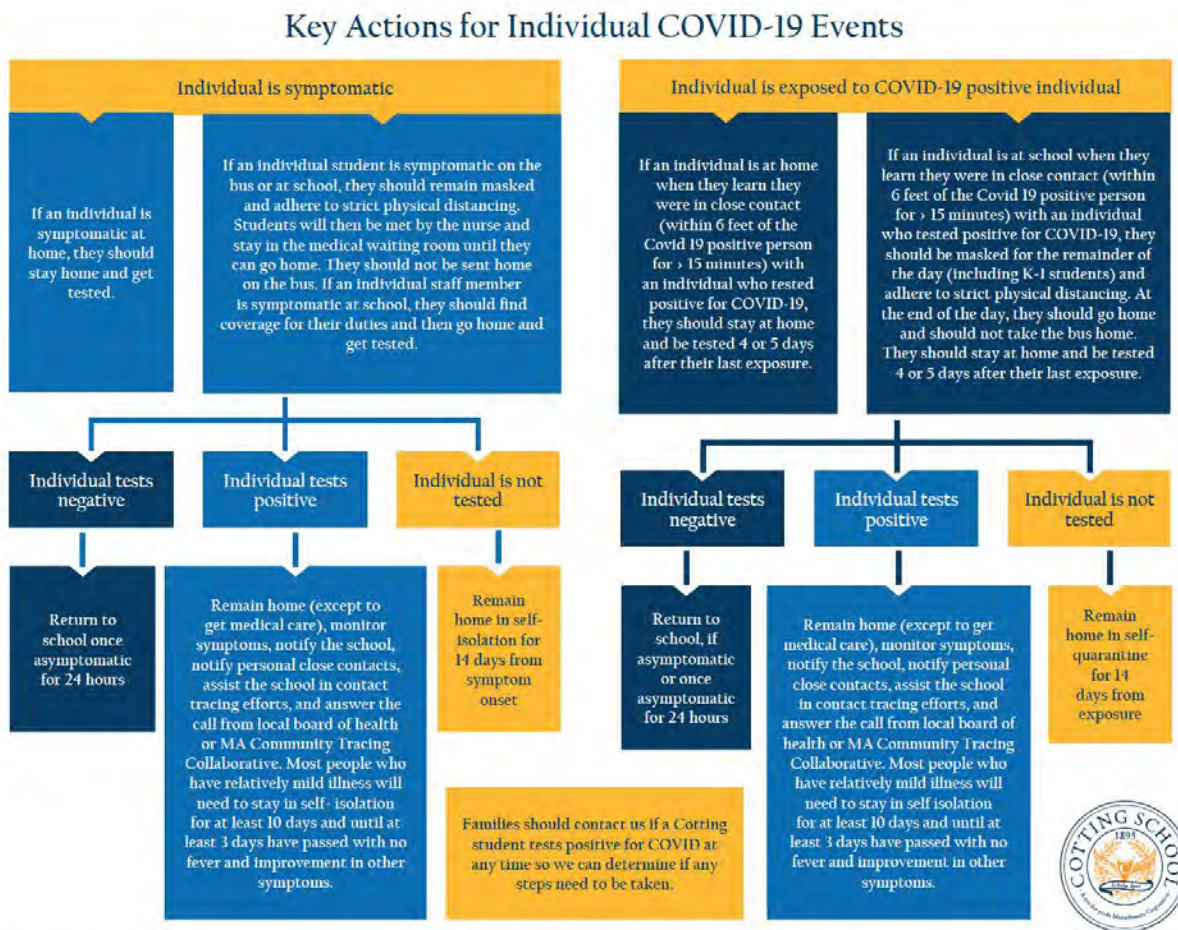 Key Actions for Individual COVID-19 Events
Individual is symptomatic
If an individual is
symptomatic at
home, they should
stay home and get
tested.
If an individual student is symptomatic on the
bus or at school, they should remain masked
and adhere to strict physical distancing.
Students will then be met by the nurse and
stay in the medical waiting room until they
can go home. They should not be sent home
on the bus. If an individual staff member
is symptomatic at school, they should find
coverage for their duties and then go home and
get tested.
Individual tests
negative
Individual tests
positive
Individual is not
tested
Return to
school once
asymptomatic
for 24 hours
Remain home (except to
get medical care), monitor
symptoms, notify the school,
notify personal close contacts,
assist the school in contact
tracing efforts, and answer the
call from local board of health
or MA Community Tracing
Collaborative. Most people who
have relatively mild illness will
need to stay in self- isolation
for at least 10 days and until at
least 3 days have passed with no
fever and improvement in other
symptoms.
Remain
home in self-
isolation for
14 days from
symptom
onset
Families should contact us if a Cotting
student tests positive for COVID at
any time so we can determine if any
steps need to be taken.
Individual is exposed to COVID-19 positive individual
If an individual is at home
when they learn they
were in close contact
(within 6 feet of the
Covid 19 positive person
for > 15 minutes) with
an individual who tested
positive for COVID-19,
they should stay at home
and be tested 4 or 5 days
after their last exposure.
If an individual is at school when they
learn they were in close contact (within
6 feet of the Covid 19 positive person
for > 15 minutes) with an individual
who tested positive for COVID-19, they
should be masked for the remainder of
the day (including K-1 students) and
adhere to strict physical distancing. At
the end of the day, they should go home
and should not take the bus home.
They should stay at home and be tested
4 or 5 days after their last exposure.
Individual tests
negative
Individual tests
positive
Individual is not
tested
Return to
school, if
asymptomatic
or once
asymptomatic
for 24 hours
Remain home (except to get
medical care), monitor symptoms,
notify the school, notify personal
close contacts, assist the school
in contact tracing efforts, and
answer the call from local board of
health or MA Community Tracing
Collaborative. Most people who
have relatively mild illness will
need to stay in self isolation
for at least 10 days and until at
least 3 days have passed with no
fever and improvement in other
symptoms.
Remain
home in self-
quarantine
for 14
days from
exposure
COTTING SCHOOL
1893